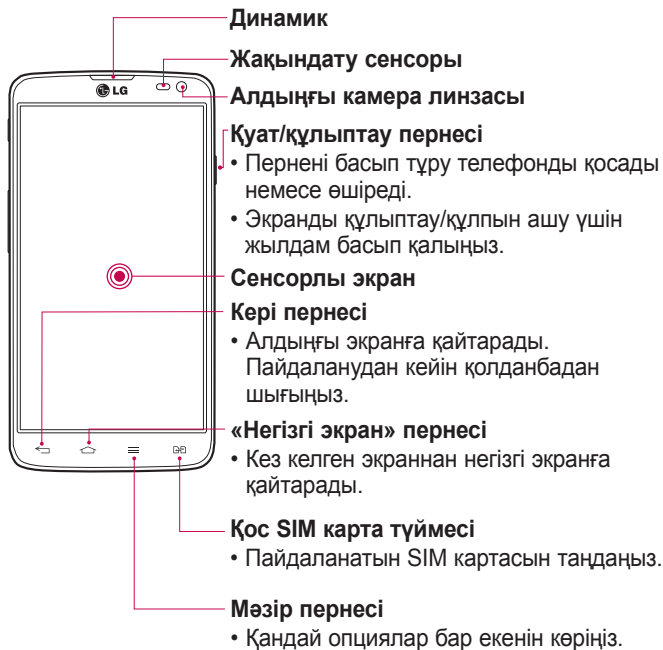 Динамик
Жақындату сенсоры
Алдыңғы камера линзасы
Қуат/құлыптау пернесі
• Пернені басып тұру телефонды қосады
немесе өшіреді.
• Экранды құлыптау/құлпын ашу үшін
жылдам басып қалыңыз.
Сенсорлы экран
Кері пернесі
• Алдыңғы экранға қайтарады.
Пайдаланудан кейін қолданбадан
шығыңыз.
«Негізгі экран» пернесі
• Кез келген экраннан негізгі экранға
қайтарады.
Қос SIM карта түймесі
• Пайдаланатын SIM картасын таңдаңыз.
Мәзір пернесі
• Қандай опциялар бар екенін көріңіз.
LG